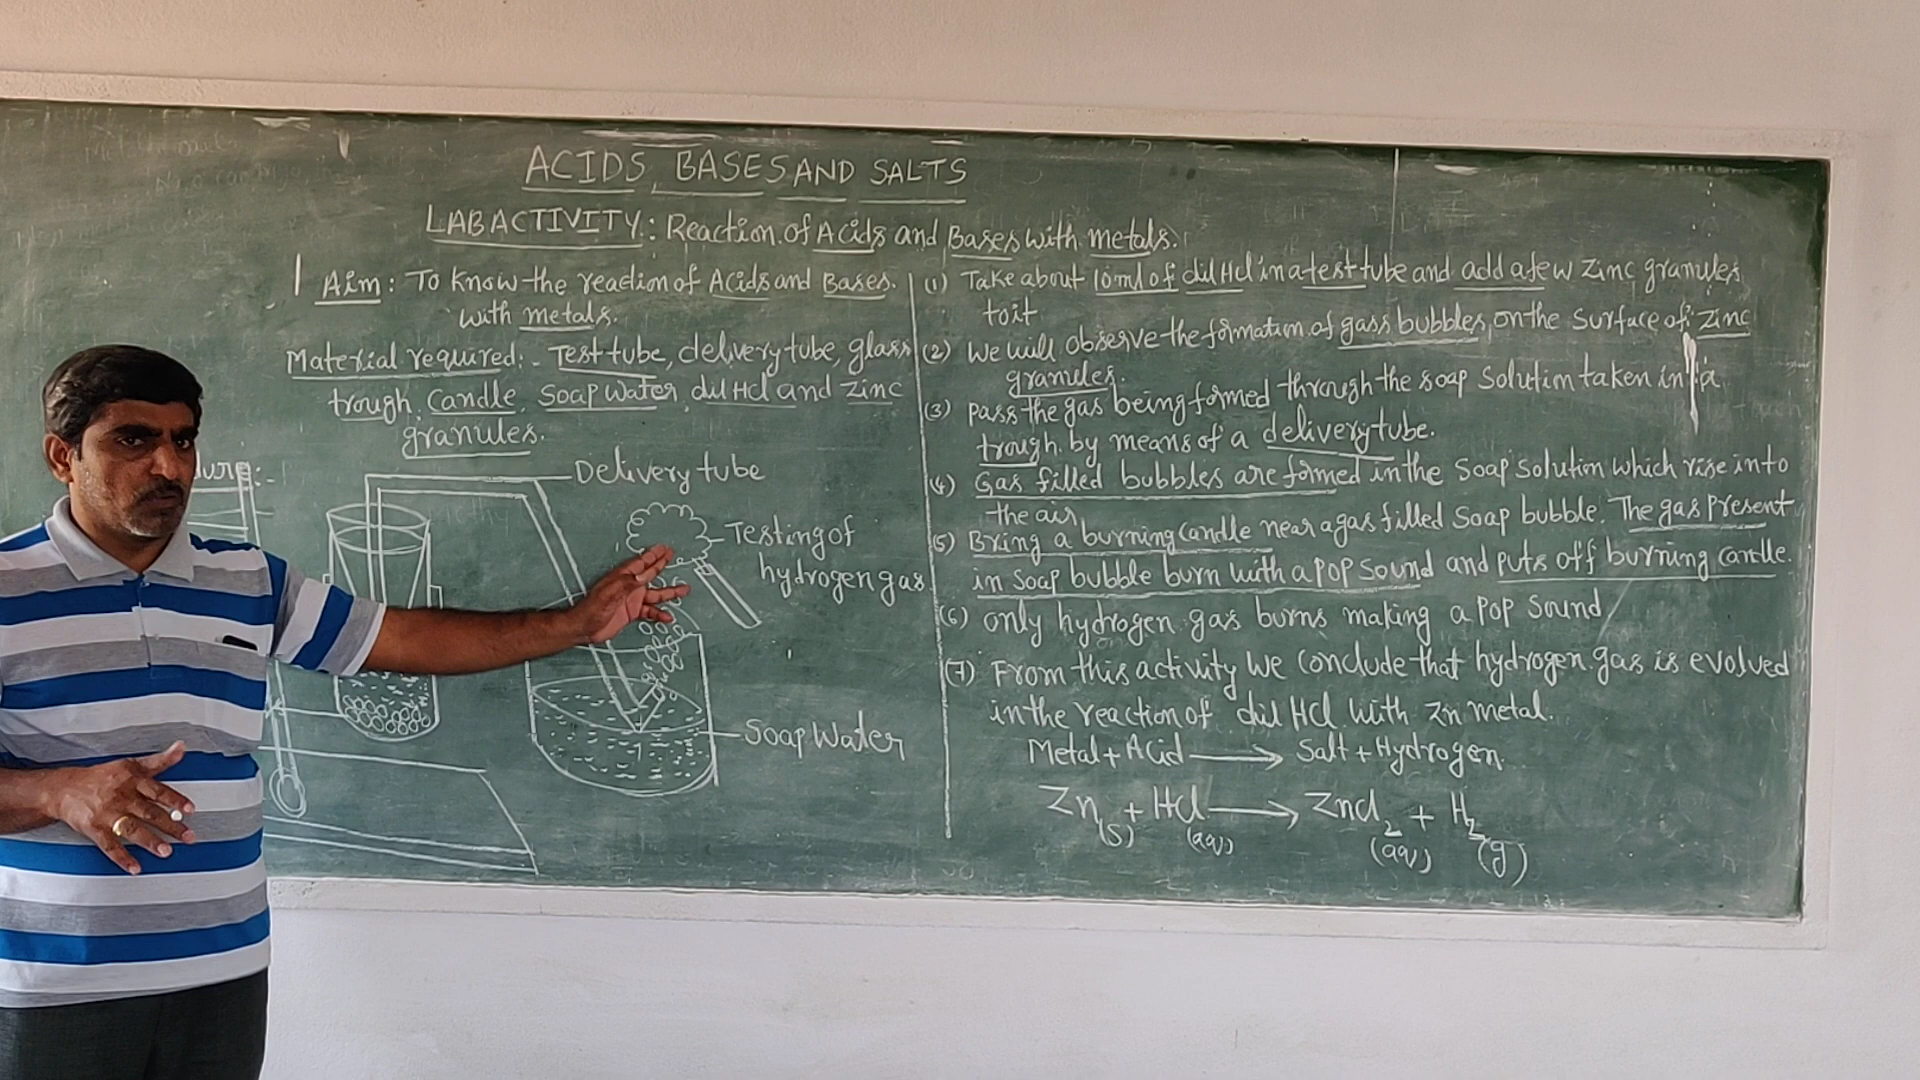 ACIDS, BASES AND SALTS
LAB ACTIVITY: Reaction of Acids and Bases with metals.
Aim: To know the reaction of Acids and Bases.
with metals.
Material required:- Test tube, delivery tube, glass
trough, candle, Soap Water, dil Hcl and zinc
granules.
Delivery tube
Testing of
hydrogen gas
Soap Water
(1) Take about 10ml of dil Hcl in a test tube and add a few zinc granules
to it
(2) We will observe the formation of gass bubbles on the surface of zinc
granules.
(3) Pass the gas being formed through the soap solution taken in a
trough by means of a delivery tube.
(4) Gas filled bubbles are formed in the soap solution which rise into
the air
(5) Bring a burning candle near a gas filled soap bubble. The gas present
in soap bubble burn with a pop sound and puts off burning candle.
(6) only hydrogen gas burns making a pop sound
(7) From this activity we conclude that hydrogen gas is evolved
in the reaction of dil HCl with Zn metal.
Metal + Acid → Salt + Hydrogen
Zn(s) + Hcl(aq) → Zncl2(aq) + H2(g)